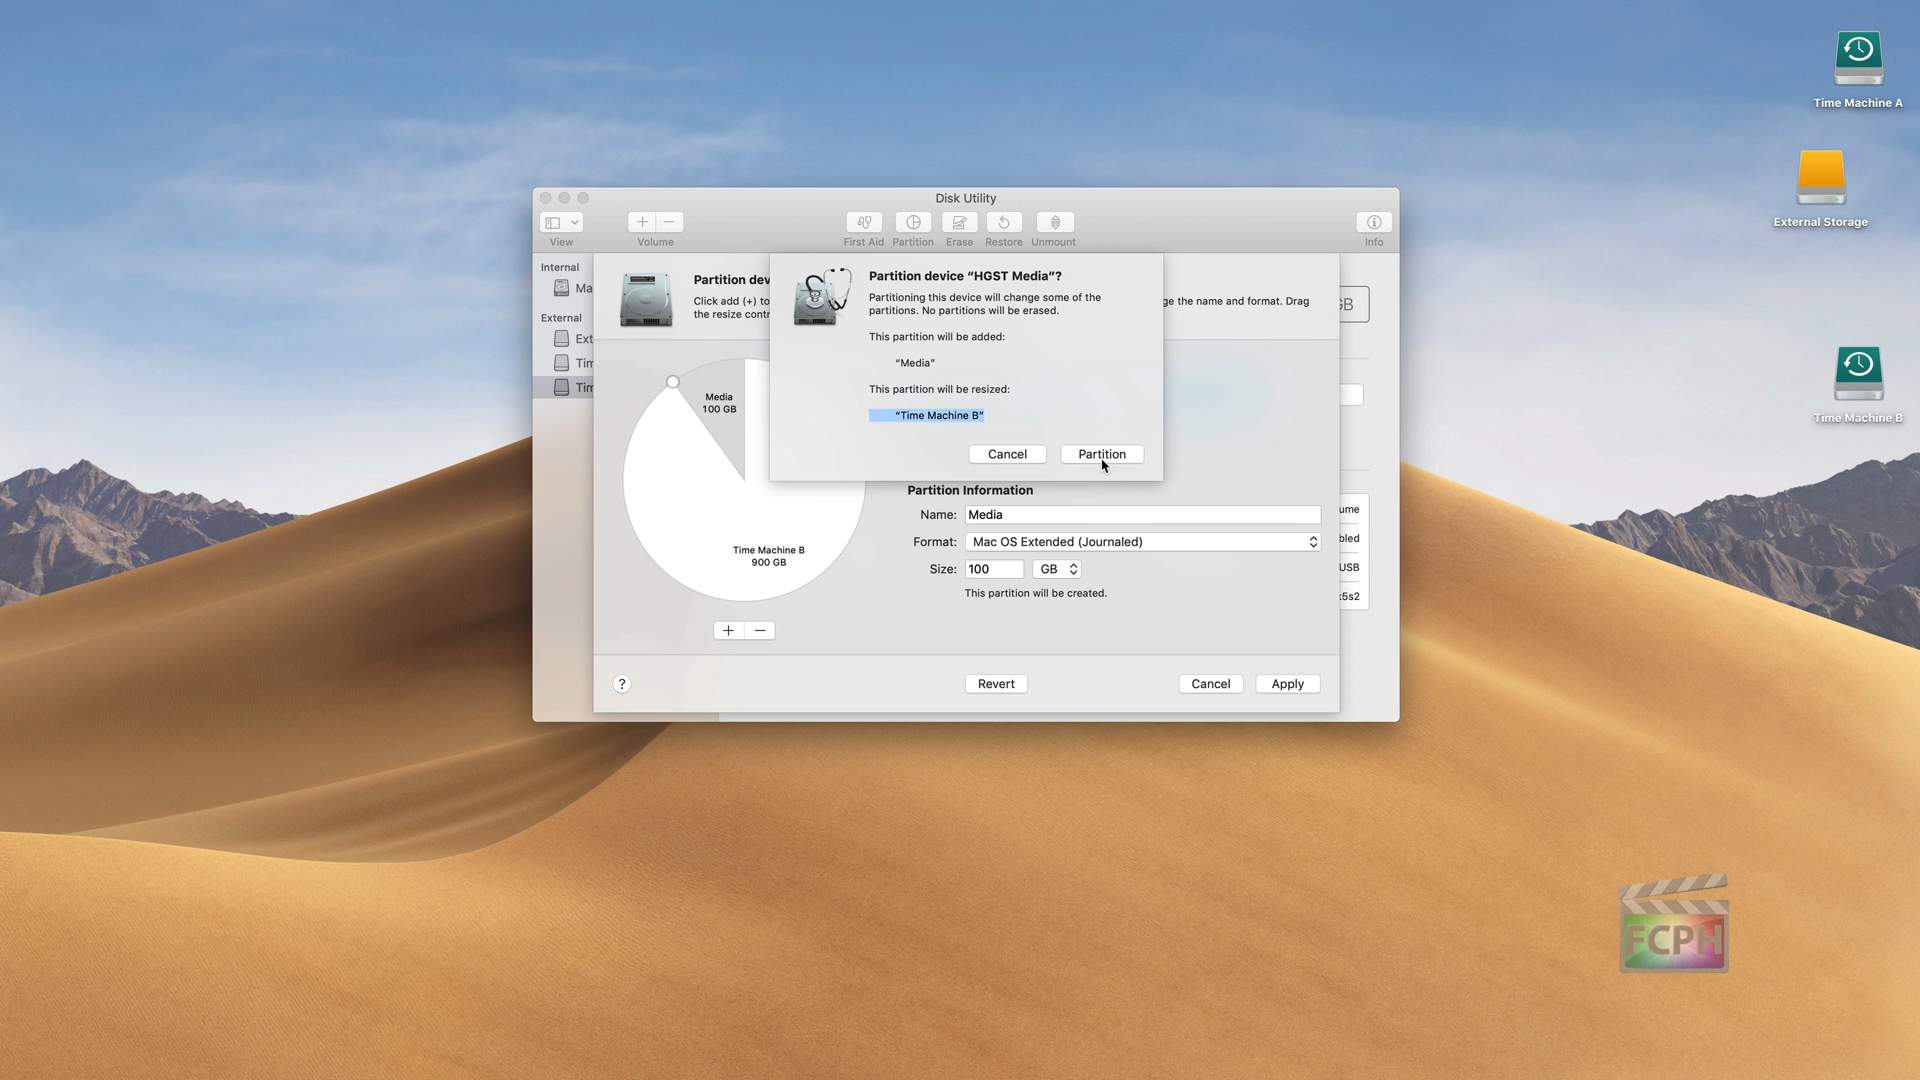 Time Machine A
External Storage
Time Machine B
Disk Utility
View
Volume
First Aid
Partition
Erase
Restore
Unmount
Info
Internal
Ma
External
Ext
Tim
Tim
Partition dev
Click add (+) to
the resize contr
ge the name and format. Drag
GB
Partition device “HGST Media”?
Partitioning this device will change some of the
partitions. No partitions will be erased.
This partition will be added:
“Media”
This partition will be resized:
“Time Machine B”
Cancel
Partition
Media
100 GB
Time Machine B
900 GB
Partition Information
Name: Media
Format: Mac OS Extended (Journaled)
Size: 100 GB
This partition will be created.
ume
bled
USB
k5s2
?
Revert
Cancel
Apply
FCPH